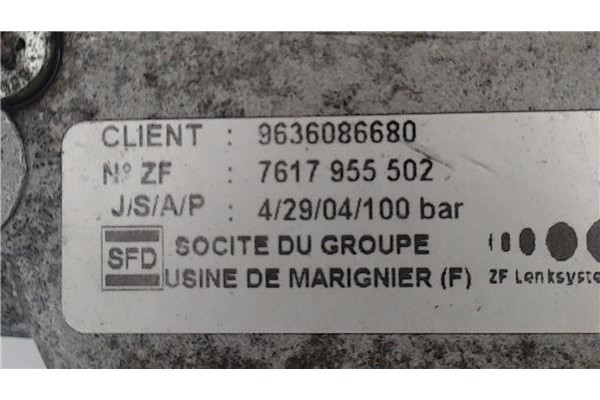 CLIENT : 9636086680
Nº ZF : 7617 955 502
J/S/A/P : 4/29/04/100 bar
SFD SOCITE DU GROUPE
USINE DE MARIGNIER (F) ZF Lenksyste